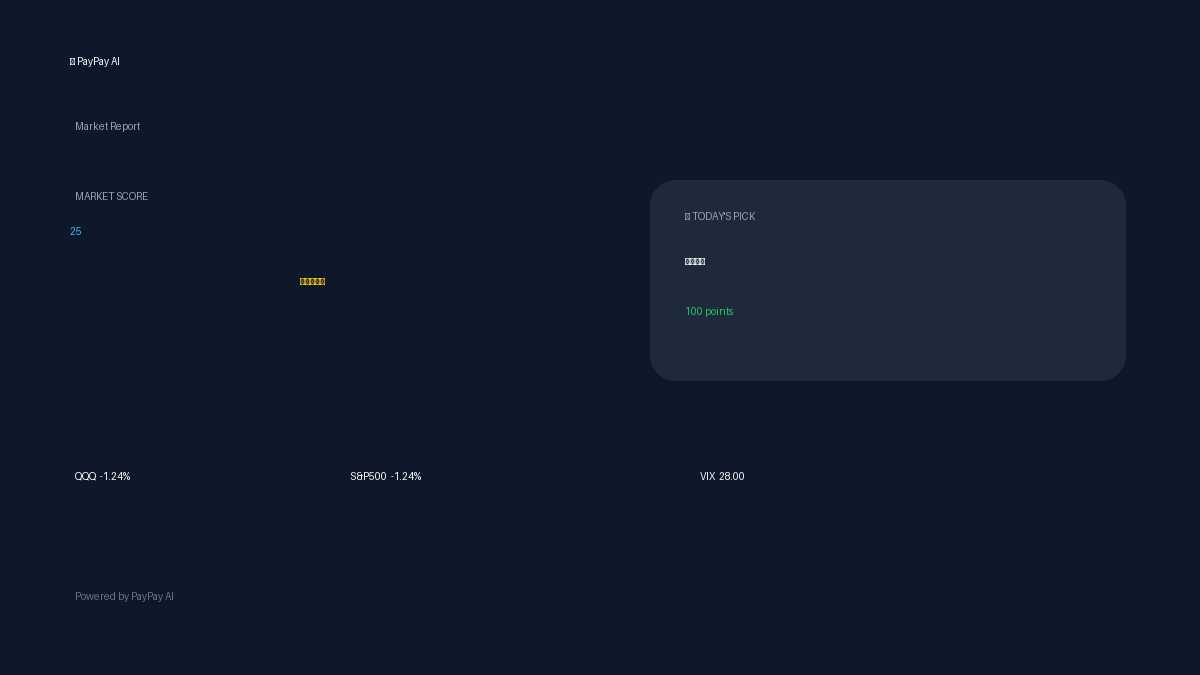 PayPay AI
Market Report
MARKET SCORE
25
TODAY'S PICK
100 points
QQQ -1.24%
S&P500 -1.24%
VIX 28.00
Powered by PayPay AI